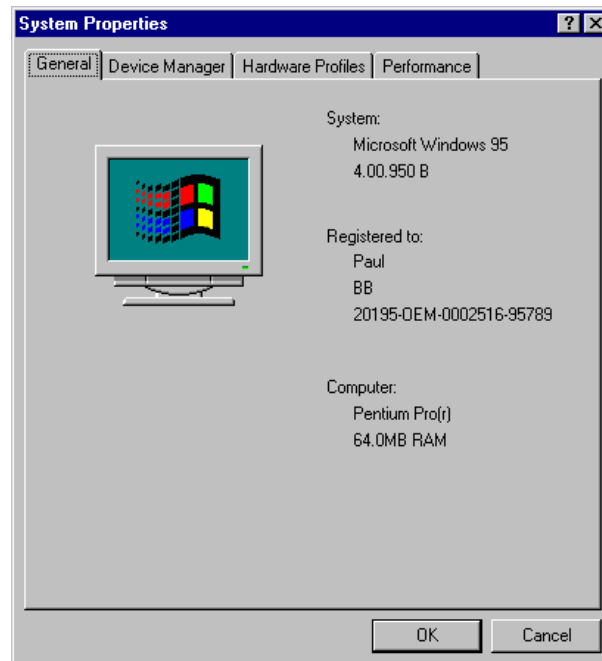 System Properties
General
Device Manager
Hardware Profiles
Performance
System:
Microsoft Windows 95
4.00.950 B
Registered to:
Paul
BB
20195-OEM-0002516-95789
Computer:
Pentium Pro(r)
64.0MB RAM
OK
Cancel